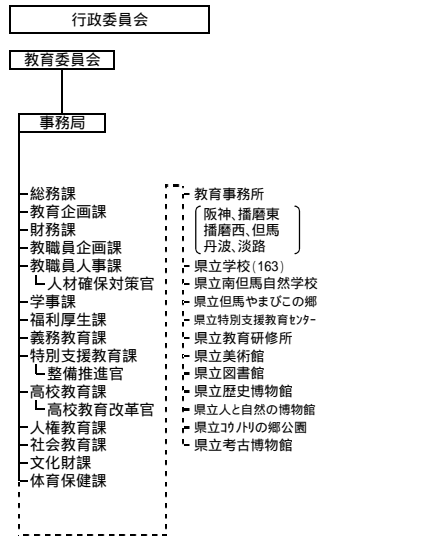 行政委員会
教育委員会
事務局
総務課
教育企画課
財務課
教職員企画課
教職員人事課
人材確保対策官
学事課
福利厚生課
義務教育課
特別支援教育課
整備推進官
高校教育課
高校教育改革官
人権教育課
社会教育課
文化財課
体育保健課
教育事務所
阪神、播磨東
播磨西、但馬
丹波、淡路
県立学校(163)
県立南但馬自然学校
県立但馬やまびこの郷
県立特別支援教育ｾﾝﾀｰ
県立教育研修所
県立美術館
県立図書館
県立歴史博物館
県立人と自然の博物館
県立ｺｳﾉﾄﾘの郷公園
県立考古博物館